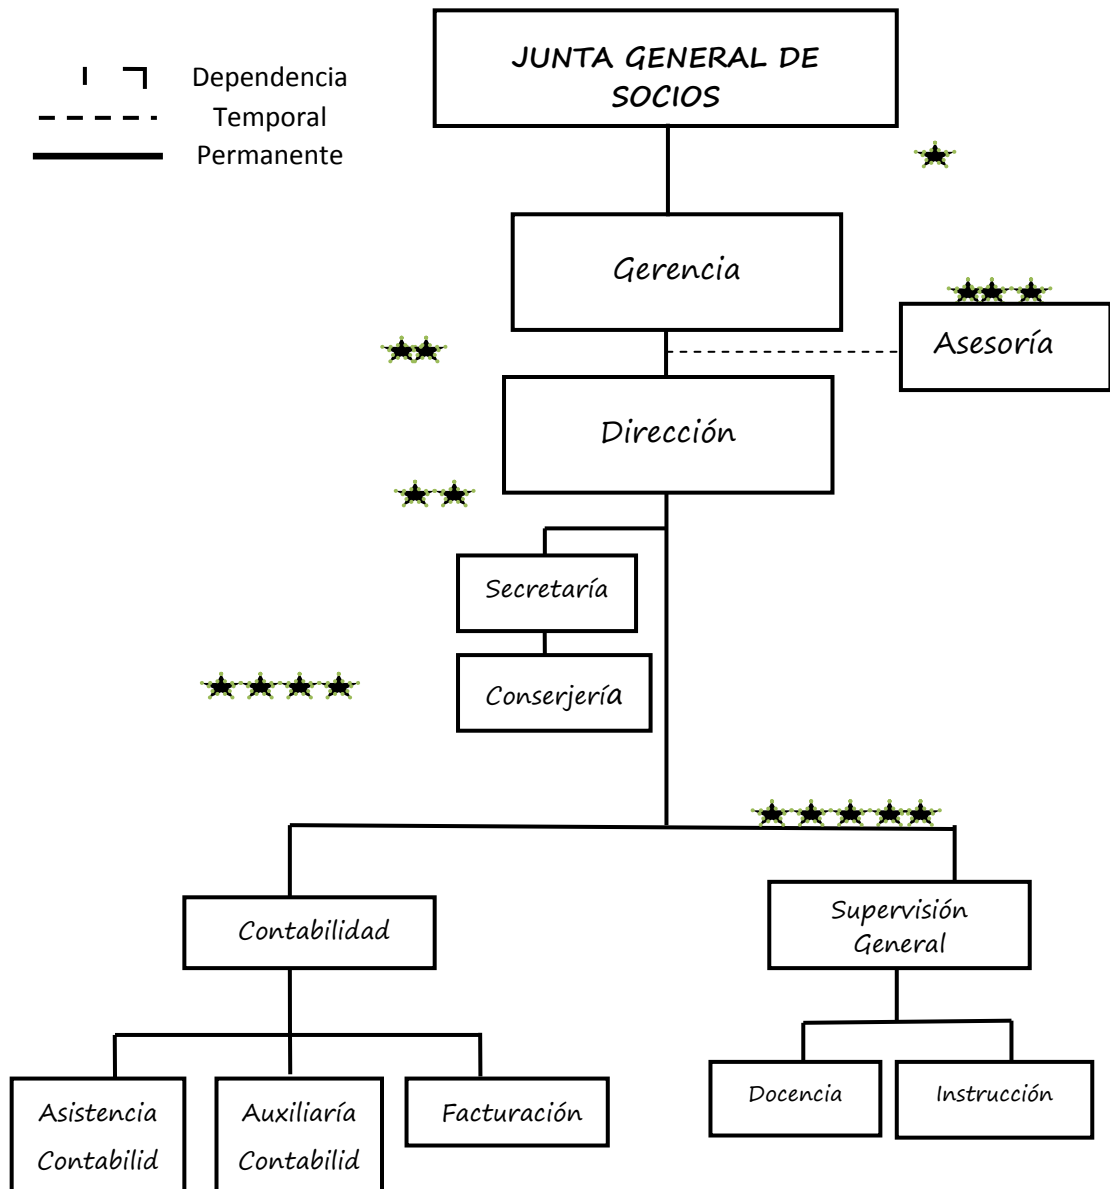 Dependencia
Temporal
Permanente
JUNTA GENERAL DE
SOCIOS
Gerencia
Asesoría
Dirección
Secretaría
Conserjería
Contabilidad
Supervisión
General
Asistencia
Contabilid
Auxiliaría
Contabilid
Facturación
Docencia
Instrucción